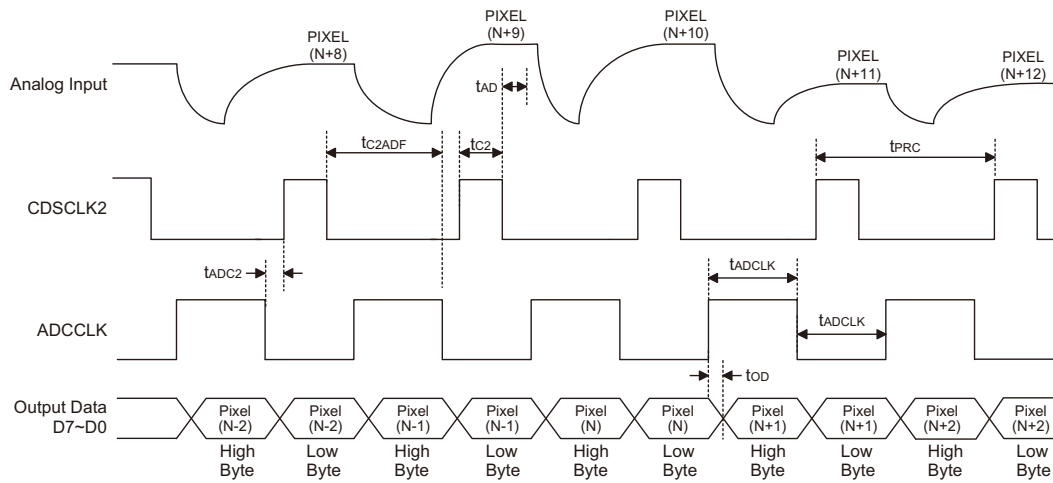 PIXEL
(N+8)
PIXEL
(N+9)
PIXEL
(N+10)
PIXEL
(N+11)
PIXEL
(N+12)
Analog Input
tAD
tC2ADF
tC2
tPRC
CDSCLK2
tADC2
tADCLK
ADCCLK
tADCLK
tOD
Output Data
D7~D0
Pixel
(N-2)
Pixel
(N-2)
Pixel
(N-1)
Pixel
(N-1)
Pixel
(N)
Pixel
(N)
Pixel
(N+1)
Pixel
(N+1)
Pixel
(N+2)
Pixel
(N+2)
High
Byte
Low
Byte
High
Byte
Low
Byte
High
Byte
Low
Byte
High
Byte
Low
Byte
High
Byte
Low
Byte